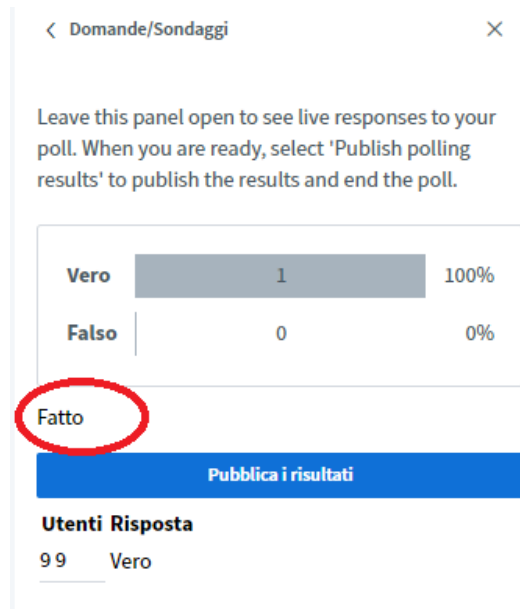 Domande/Sondaggi
Leave this panel open to see live responses to your
poll. When you are ready, select 'Publish polling
results' to publish the results and end the poll.
Vero 1 100%
Falso 0 0%
Fatto
Pubblica i risultati
Utenti Risposta
9 9 Vero